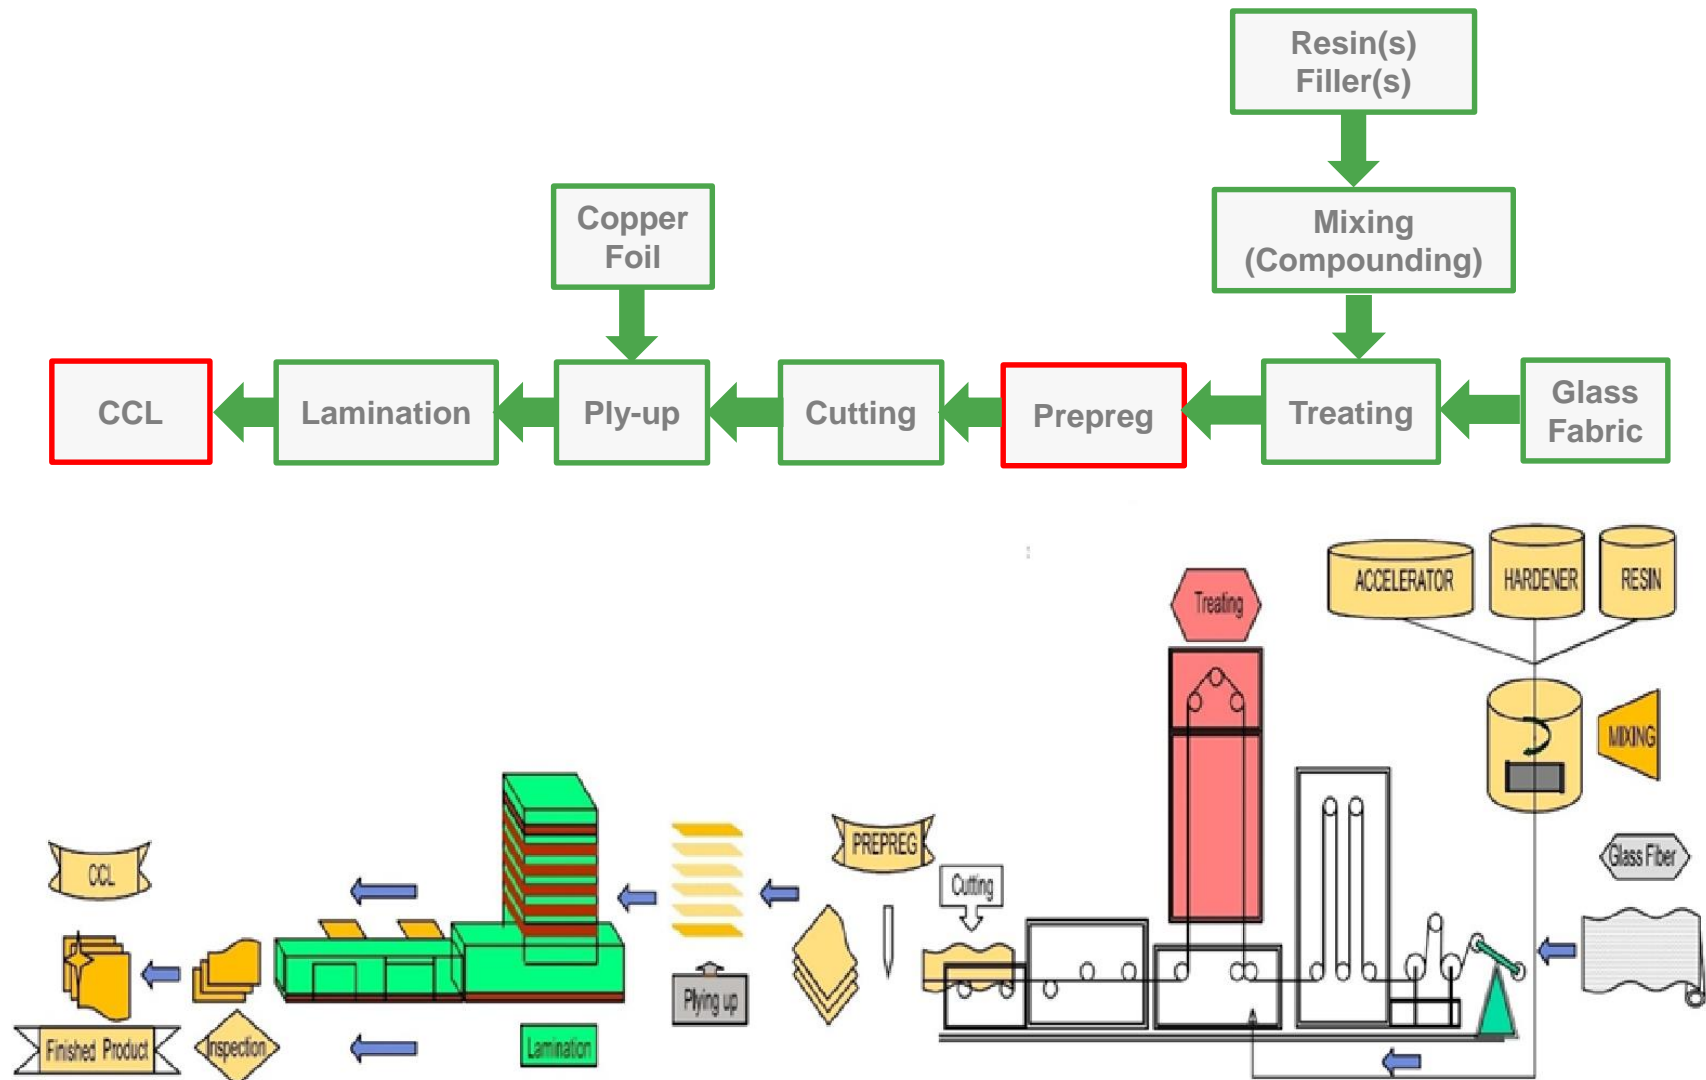 Resin(s)
Filler(s)
Copper
Foil
Mixing
(Compounding)
CCL
Lamination
Ply-up
Cutting
Prepreg
Treating
Glass
Fabric
Treating
ACCELERATOR
HARDENER
RESIN
MIXING
CCL
PREPREG
Cutting
Glass Fiber
Plying up
Finished Product
Inspection
Lamination